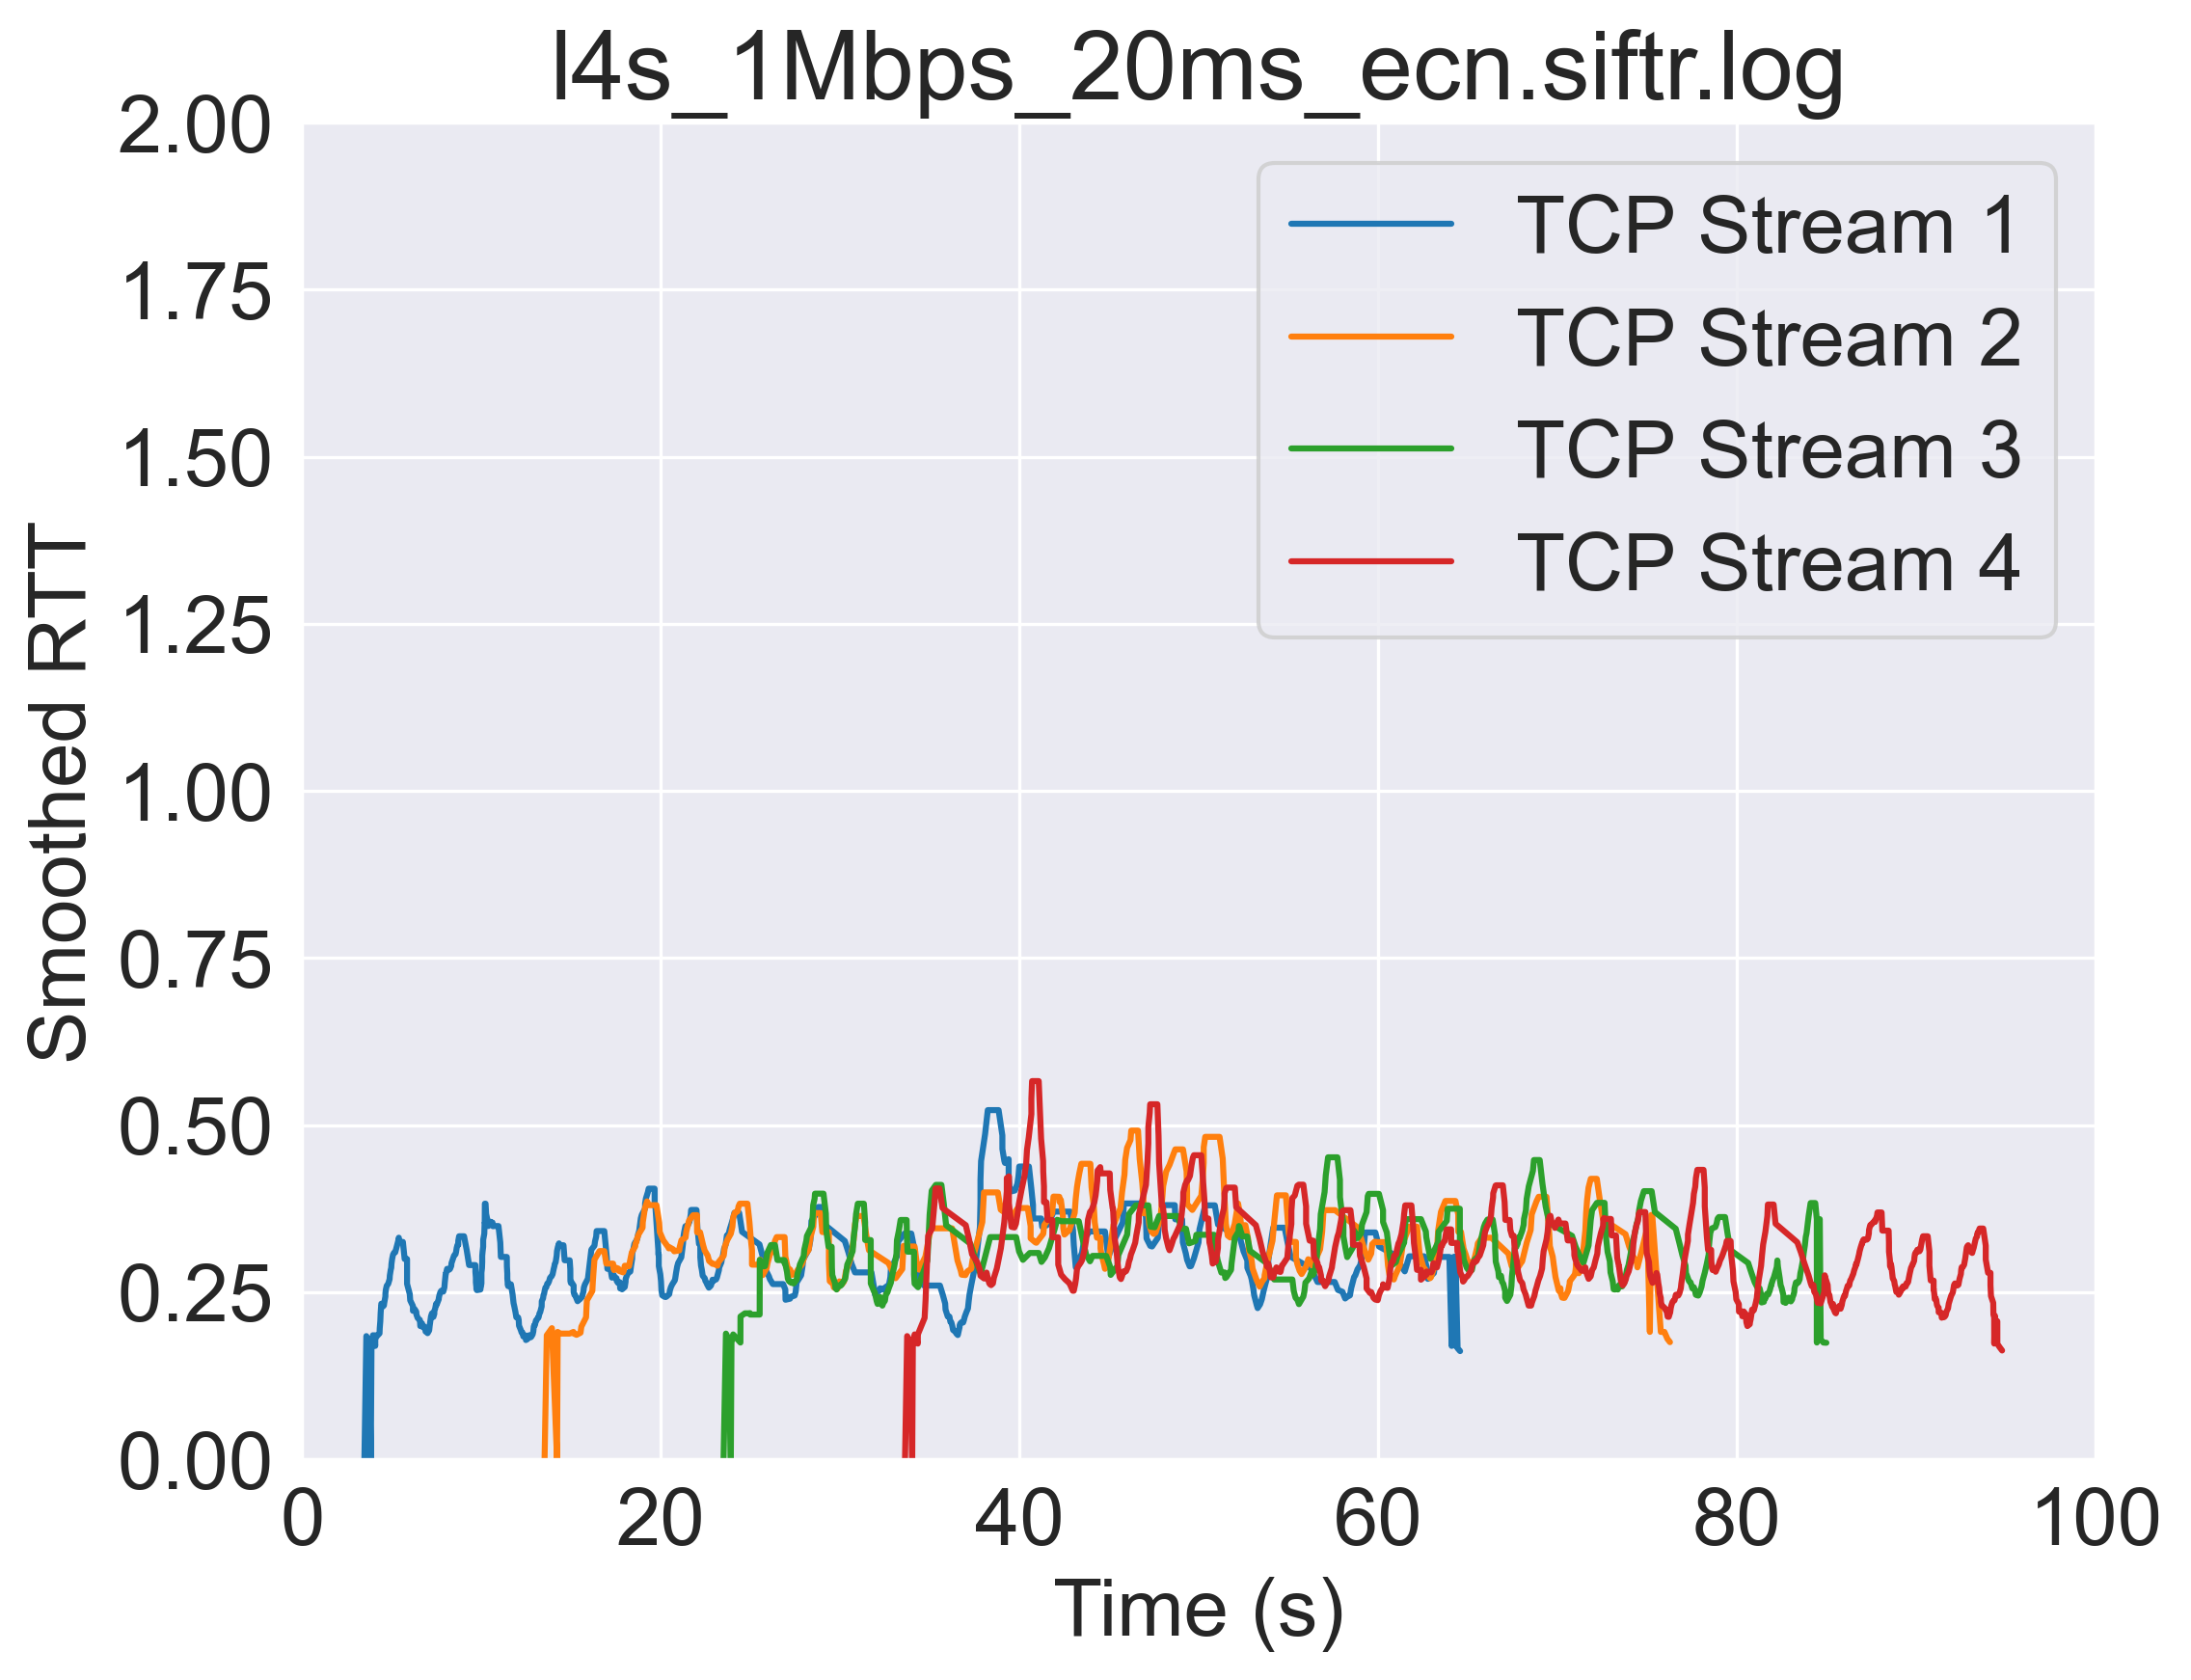 l4s_1Mbps_20ms_ecn.siftr.log
2.00
1.75
1.50
1.25
1.00
0.75
0.50
0.25
0.00
Smoothed RTT
TCP Stream 1
TCP Stream 2
TCP Stream 3
TCP Stream 4
0 20 40 60 80 100
Time (s)